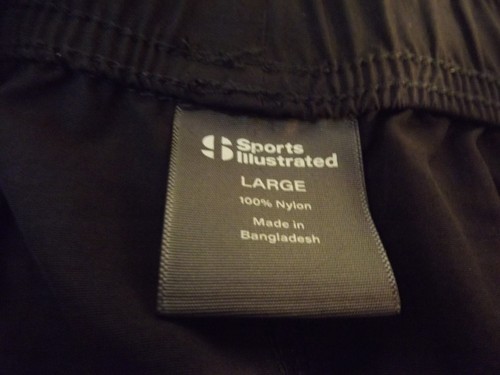 Sports
Illustrated
LARGE
100% Nylon
Made in
Bangladesh